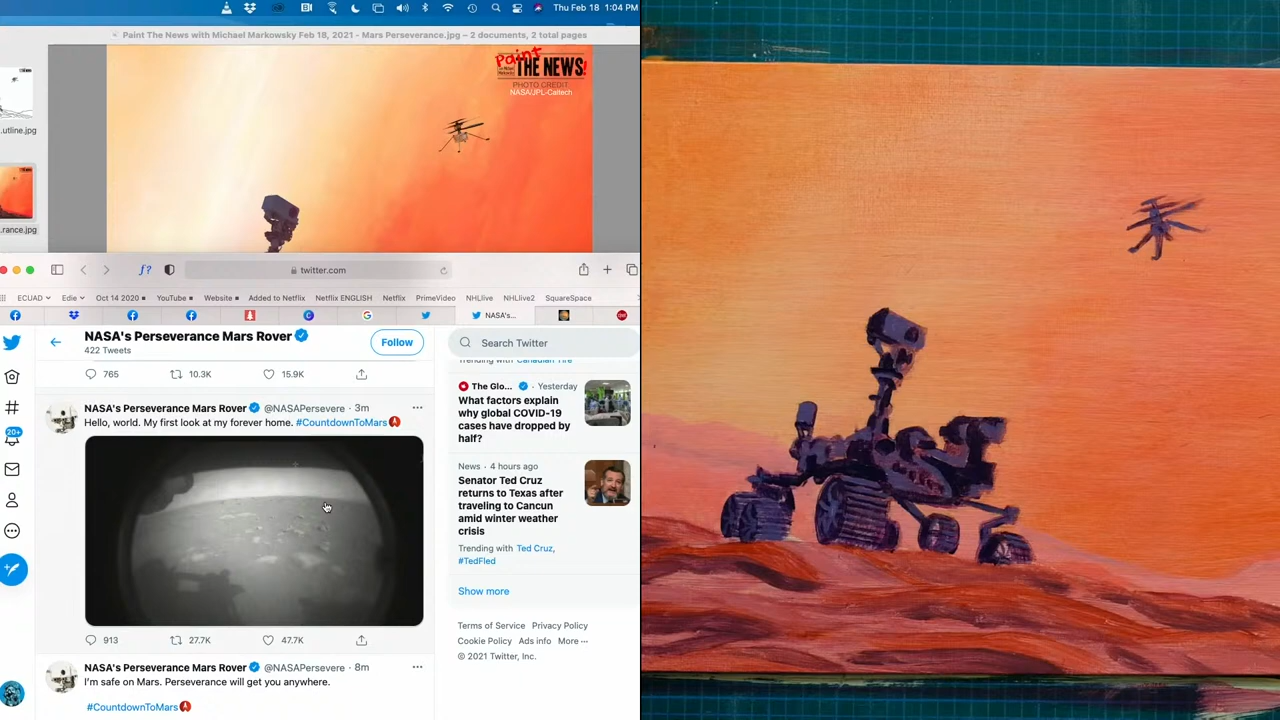 Thu Feb 18 1:04 PM
Paint The News with Michael Markowsky Feb 18, 2021 - Mars Perseverance.jpg – 2 documents, 2 total pages
Paint
THE NEWS!
PHOTO CREDIT
NASA/JPL-Caltech
.utline.jpg
.rance.jpg
f?
twitter.com
ECUAD
Edie
Oct 14 2020
YouTube
Website
Added to Netflix
Netflix ENGLISH
Netflix
PrimeVideo
NHLlive
NHLlive2
SquareSpace
NASA's...
NASA's Perseverance Mars Rover
422 Tweets
Follow
Search Twitter
765 10.3K 15.9K
Trending with Canadian Tire
NASA's Perseverance Mars Rover @NASAPersevere · 3m
Hello, world. My first look at my forever home. #CountdownToMars
913 27.7K 47.7K
NASA's Perseverance Mars Rover @NASAPersevere · 8m
I'm safe on Mars. Perseverance will get you anywhere.
#CountdownToMars
20+
The Glo... · Yesterday
What factors explain
why global COVID-19
cases have dropped by
half?
News · 4 hours ago
Senator Ted Cruz
returns to Texas after
traveling to Cancun
amid winter weather
crisis
Trending with Ted Cruz,
#TedFled
Show more
Terms of Service Privacy Policy
Cookie Policy Ads info More ···
© 2021 Twitter, Inc.